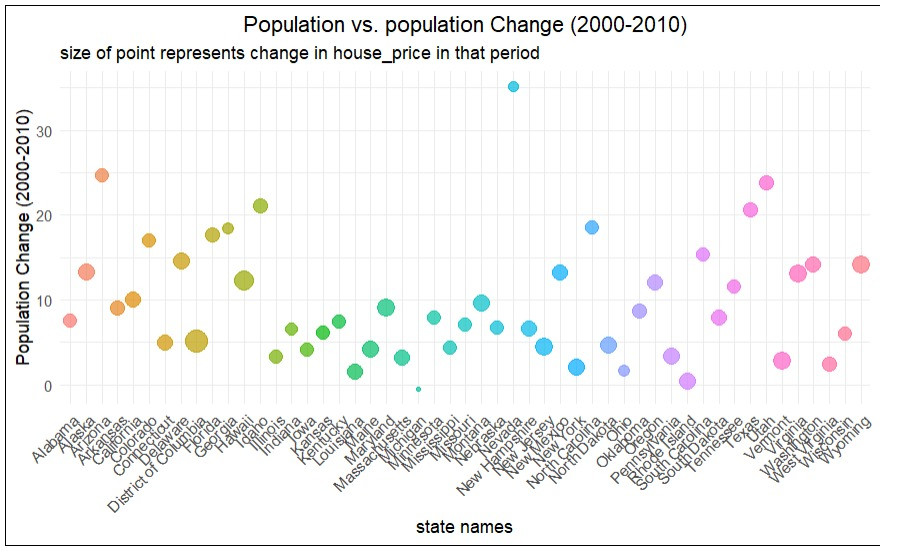 Population vs. population Change (2000-2010)
size of point represents change in house_price in that period
Population Change (2000-2010)
30
20
10
0
Alabama
Alaska
Arizona
Arkansas
California
Colorado
Connecticut
Delaware
District of Columbia
Florida
Georgia
Hawaii
Idaho
Illinois
Indiana
Iowa
Kansas
Kentucky
Louisiana
Maine
Maryland
Massachusetts
Michigan
Minnesota
Mississippi
Missouri
Montana
Nebraska
Nevada
New Hampshire
New Jersey
New Mexico
New York
North Carolina
North Dakota
Ohio
Oklahoma
Oregon
Pennsylvania
Rhode Island
South Carolina
South Dakota
Tennessee
Texas
Utah
Vermont
Virginia
Washington
West Virginia
Wisconsin
Wyoming
state names